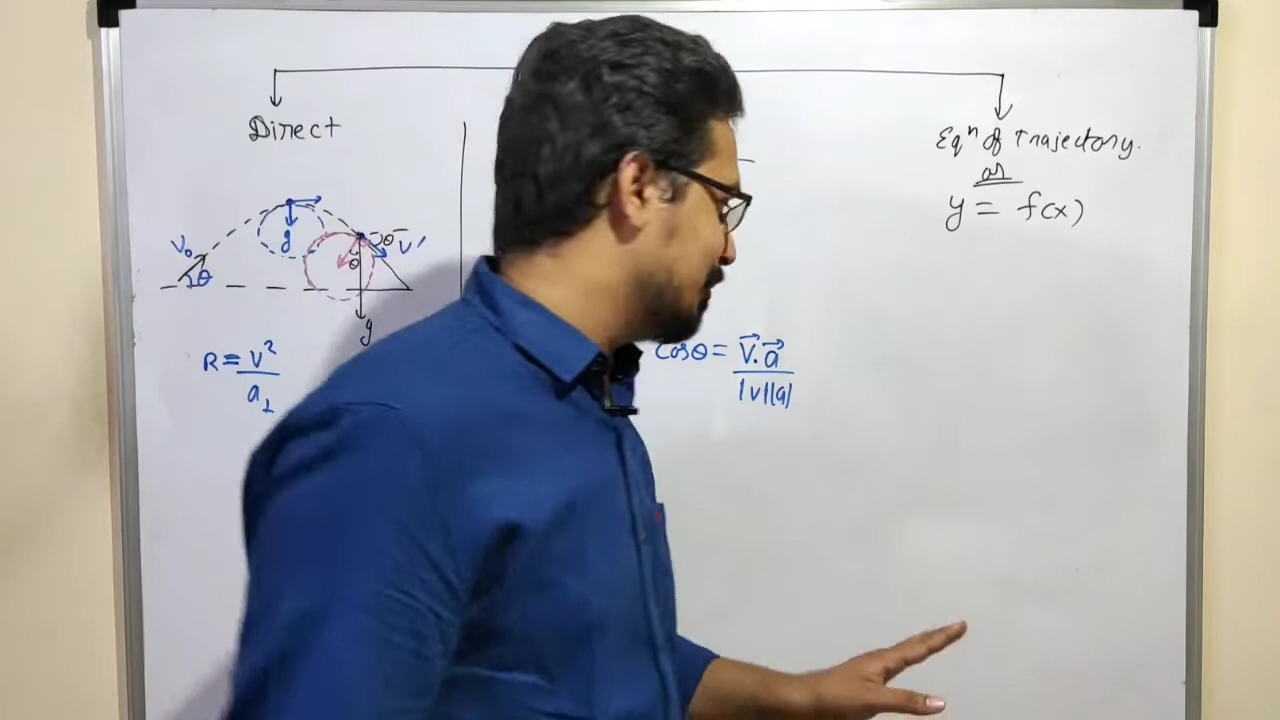 Direct
Eqⁿ of Trajectory.
or
y = f(x)
V₀
θ
g
θ
V'
θ
g
R = v²
a⊥
Cosθ = V⃗.a⃗
|v||a|